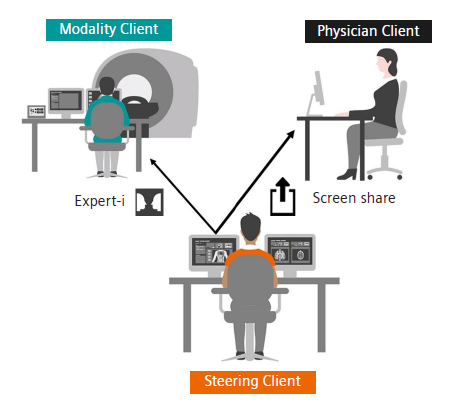 Modality Client
Physician Client
Expert-i
Screen share
Steering Client